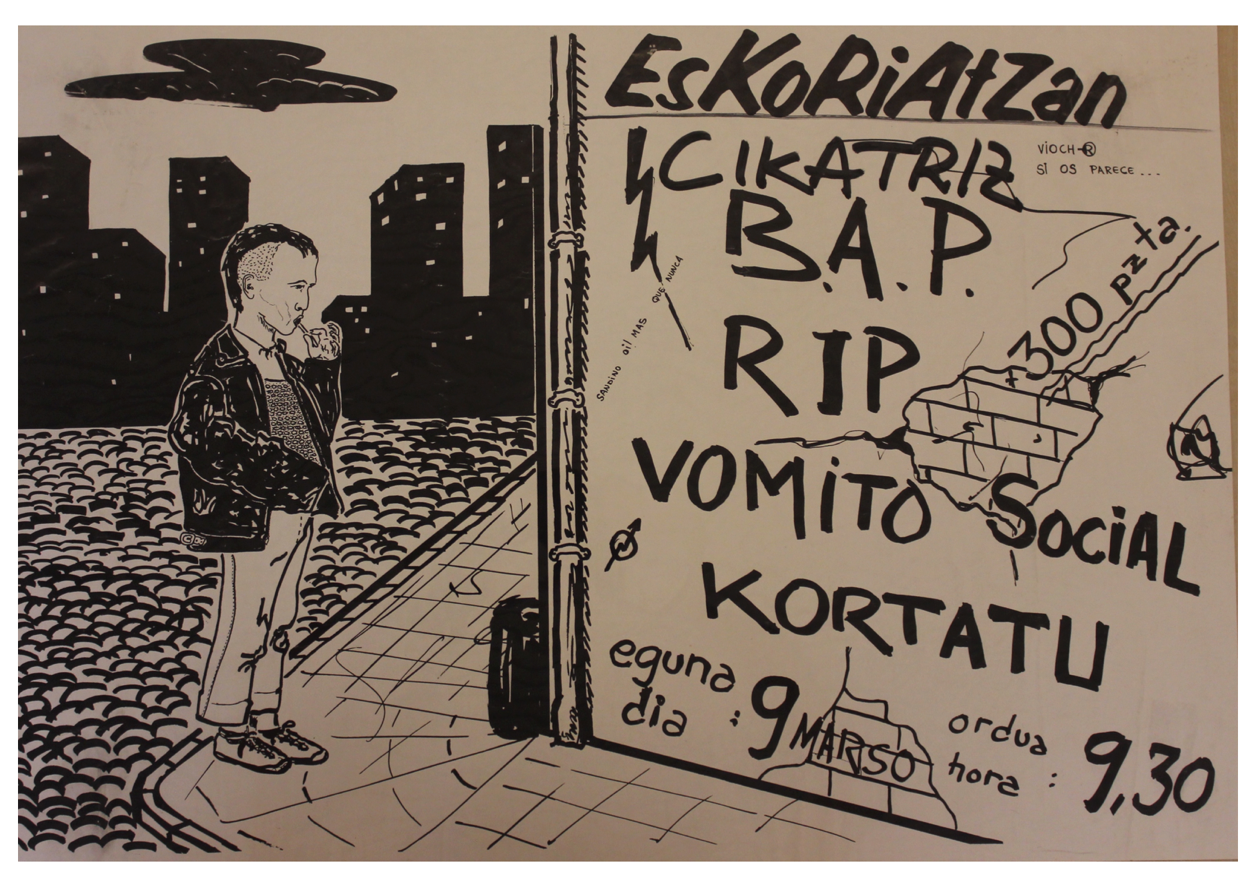 EsKoRiAtZan
CIKATRIZ
VIOCH-®
SI OS PARECE...
B.A.P.
300 pzta.
SANDINO oi! MAS QUE NUNCA
RIP
VOMiTO SociAL
KORTATU
eguna
dia : 9 MARSO
ordua
hora : 9,30